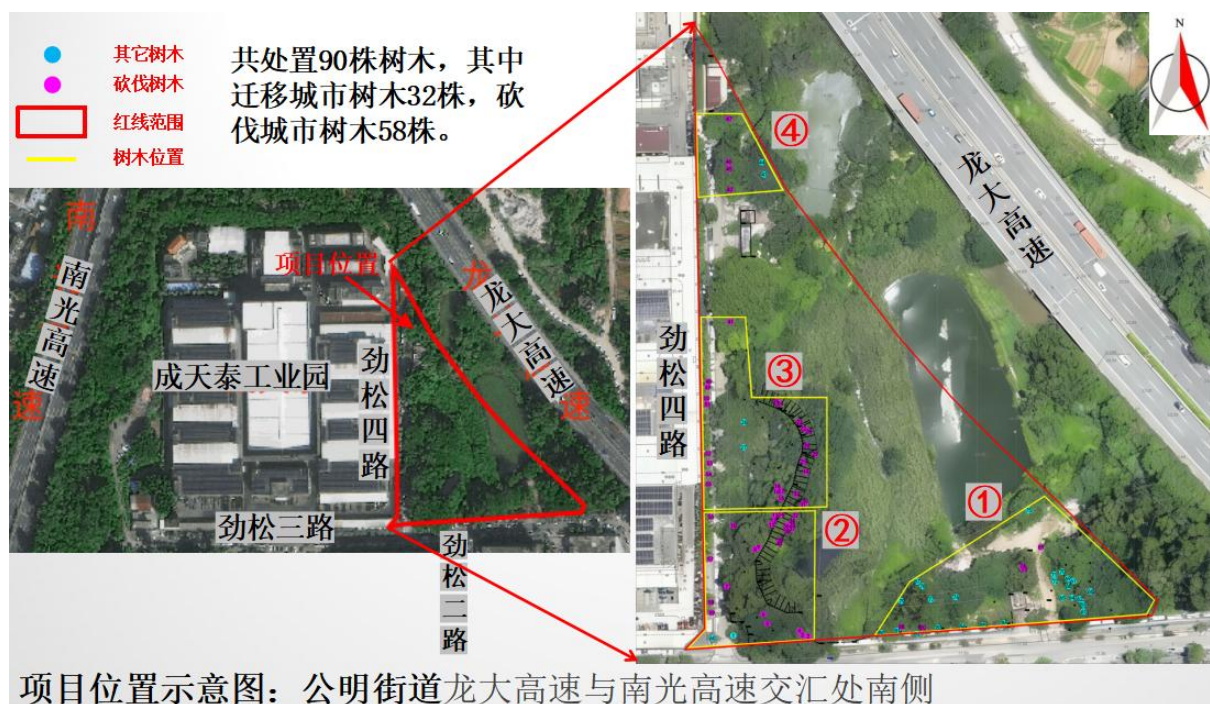 其它树木
砍伐树木
红线范围
树木位置
共处置90株树木，其中
迁移城市树木32株，砍
伐城市树木58株。
南
速
南光高速
项目位置
龙
速
龙大高速
成天泰工业园
劲松四路
劲松三路
劲松二路
N
④
龙大高速
劲松四路
③
②
①
项目位置示意图：公明街道龙大高速与南光高速交汇处南侧